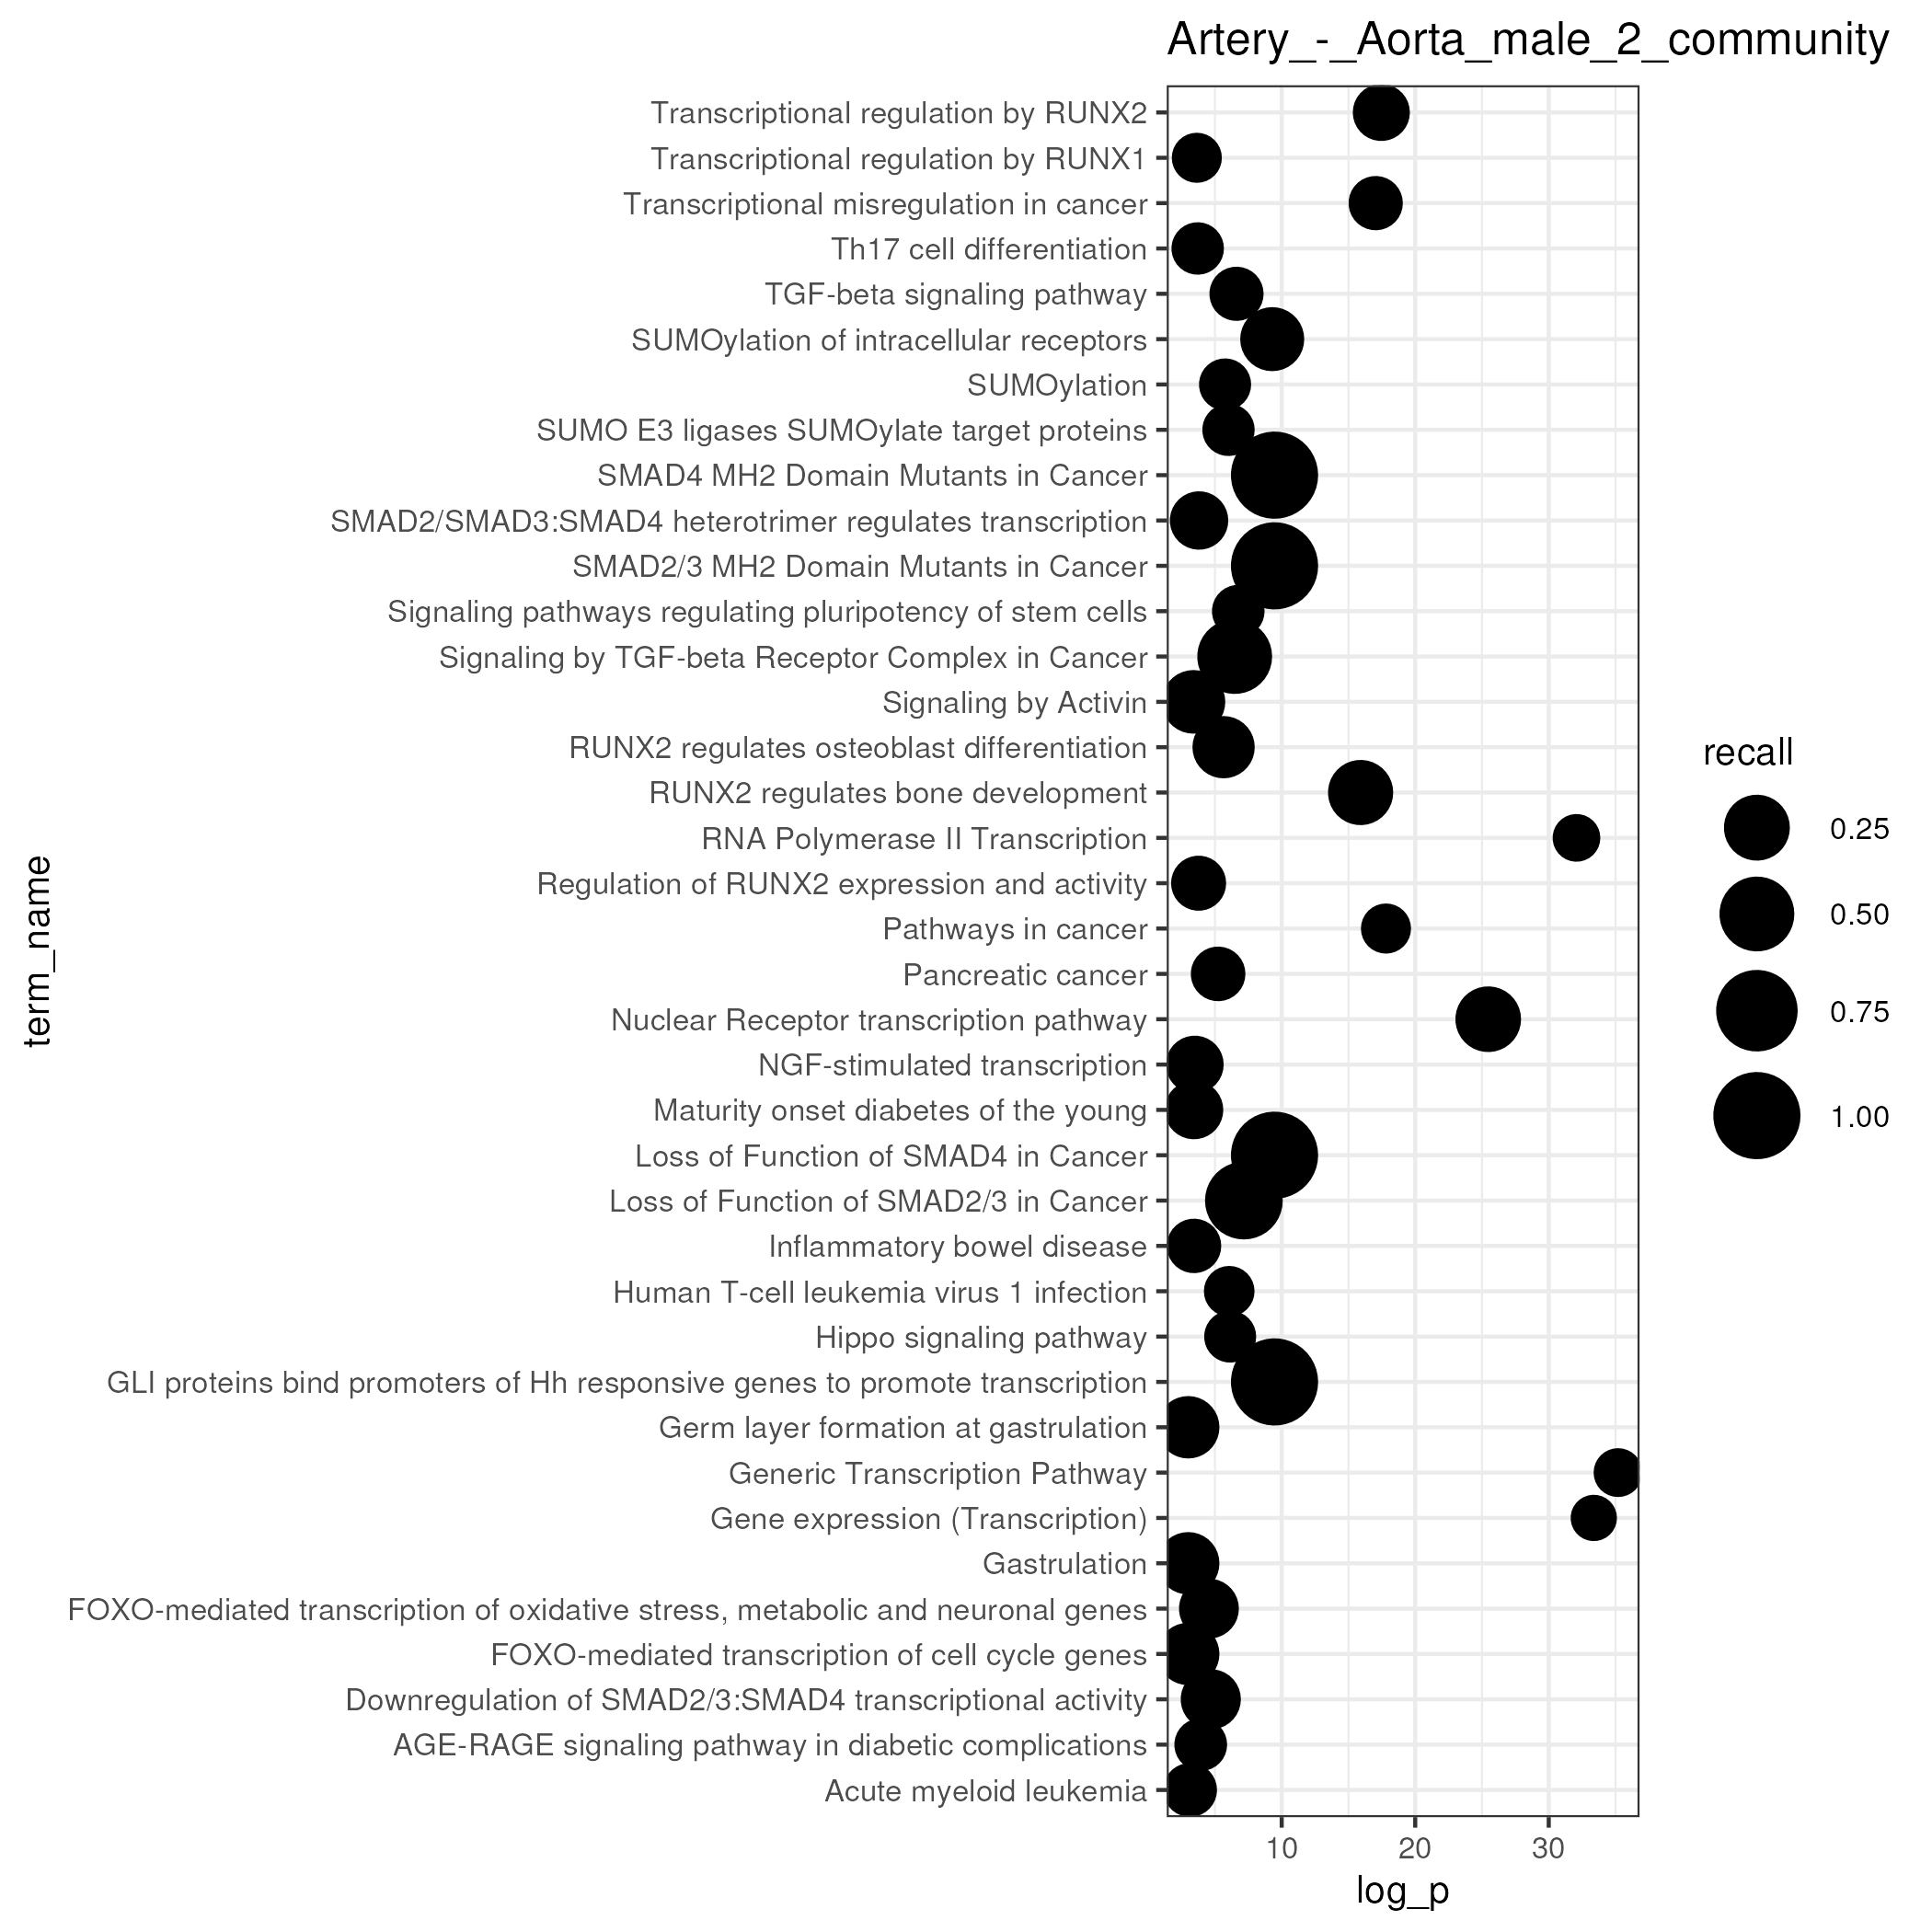 Artery_-_Aorta_male_2_community
Transcriptional regulation by RUNX2
Transcriptional regulation by RUNX1
Transcriptional misregulation in cancer
Th17 cell differentiation
TGF-beta signaling pathway
SUMOylation of intracellular receptors
SUMOylation
SUMO E3 ligases SUMOylate target proteins
SMAD4 MH2 Domain Mutants in Cancer
SMAD2/SMAD3:SMAD4 heterotrimer regulates transcription
SMAD2/3 MH2 Domain Mutants in Cancer
Signaling pathways regulating pluripotency of stem cells
Signaling by TGF-beta Receptor Complex in Cancer
Signaling by Activin
RUNX2 regulates osteoblast differentiation
RUNX2 regulates bone development
RNA Polymerase II Transcription
Regulation of RUNX2 expression and activity
Pathways in cancer
Pancreatic cancer
Nuclear Receptor transcription pathway
NGF-stimulated transcription
Maturity onset diabetes of the young
Loss of Function of SMAD4 in Cancer
Loss of Function of SMAD2/3 in Cancer
Inflammatory bowel disease
Human T-cell leukemia virus 1 infection
Hippo signaling pathway
GLI proteins bind promoters of Hh responsive genes to promote transcription
Germ layer formation at gastrulation
Generic Transcription Pathway
Gene expression (Transcription)
Gastrulation
FOXO-mediated transcription of oxidative stress, metabolic and neuronal genes
FOXO-mediated transcription of cell cycle genes
Downregulation of SMAD2/3:SMAD4 transcriptional activity
AGE-RAGE signaling pathway in diabetic complications
Acute myeloid leukemia
term_name
10 20 30
log_p
recall
0.25
0.50
0.75
1.00